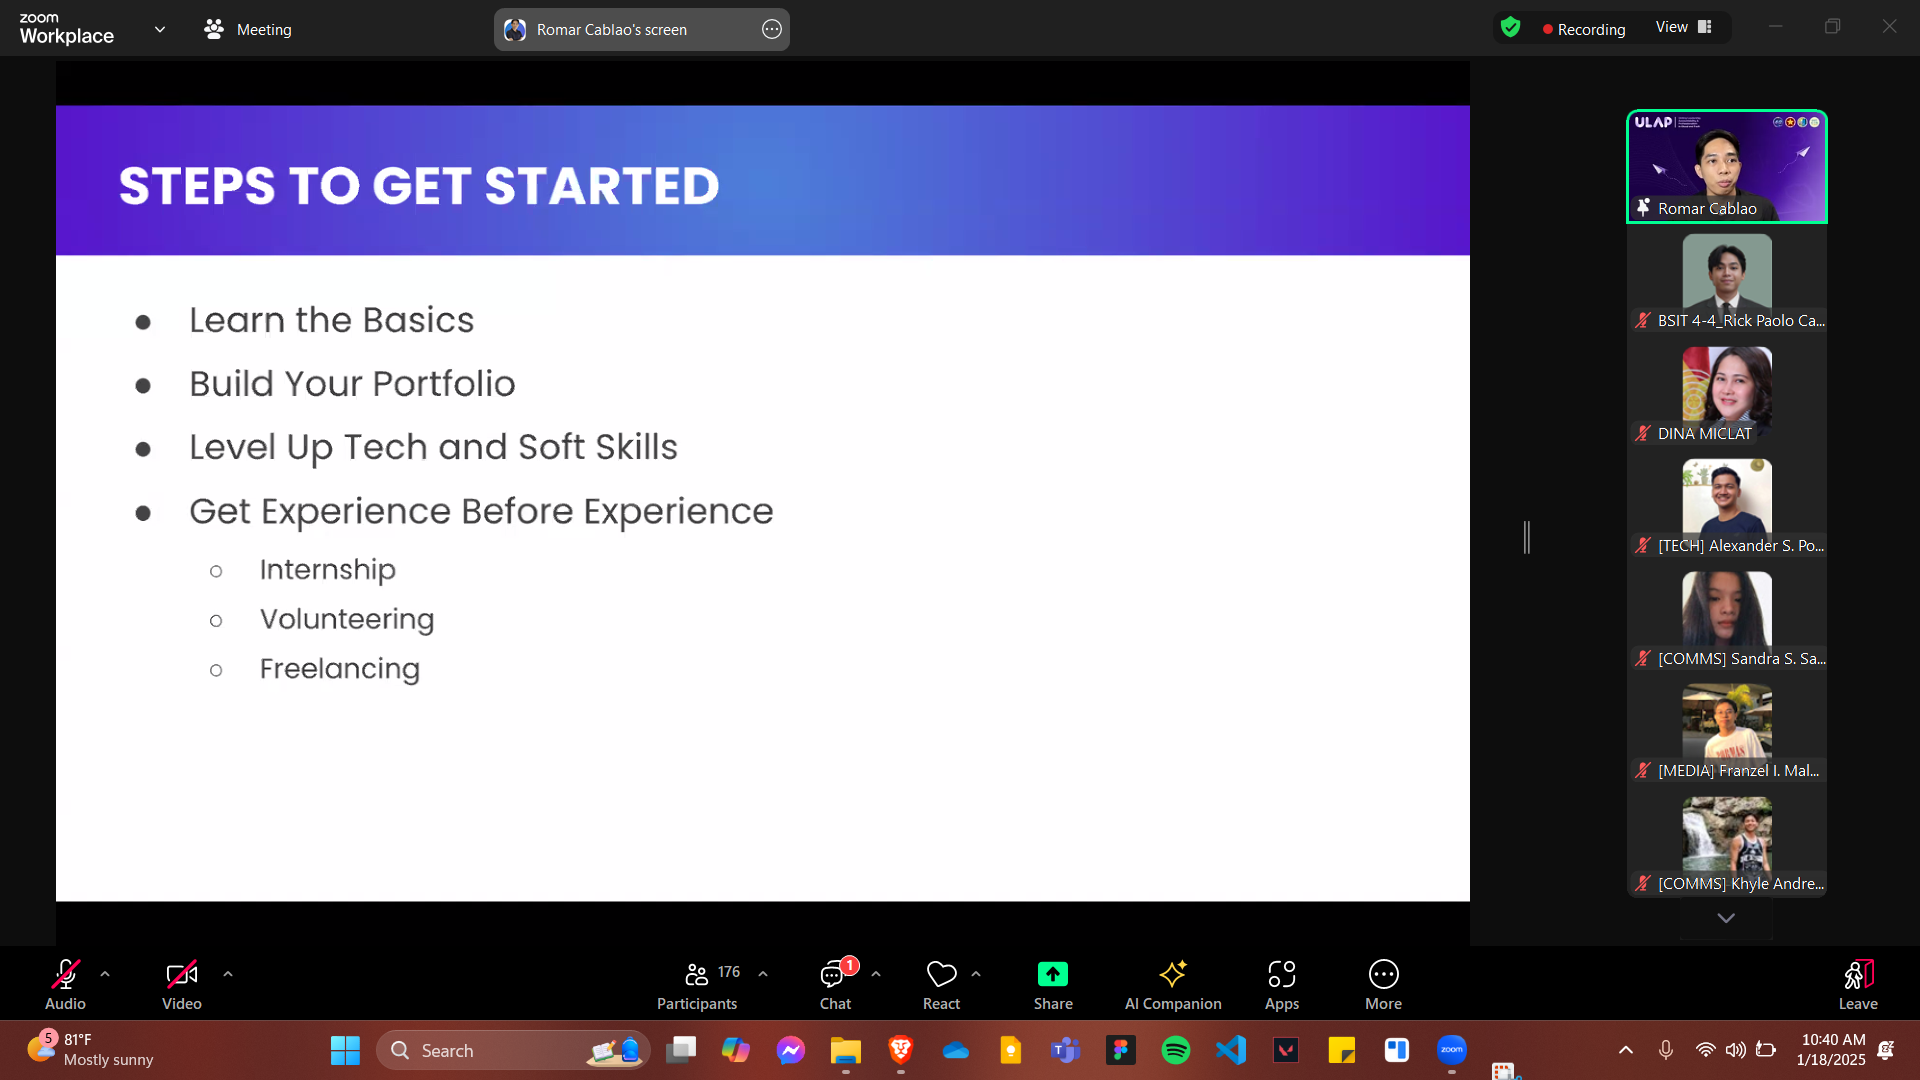 zoom
Workplace
Meeting
Romar Cablao's screen
Recording
View
STEPS TO GET STARTED
Learn the Basics
Build Your Portfolio
Level Up Tech and Soft Skills
Get Experience Before Experience
Internship
Volunteering
Freelancing
ULAP
Romar Cablao
BSIT 4-4_Rick Paolo Ca...
DINA MICLAT
[TECH] Alexander S. Po...
[COMMS] Sandra S. Sa...
[MEDIA] Franzel I. Mal...
[COMMS] Khyle Andre...
Audio
Video
176
Participants
1
Chat
React
Share
AI Companion
Apps
More
Leave
5
81°F
Mostly sunny
Search
zoom
10:40 AM
1/18/2025